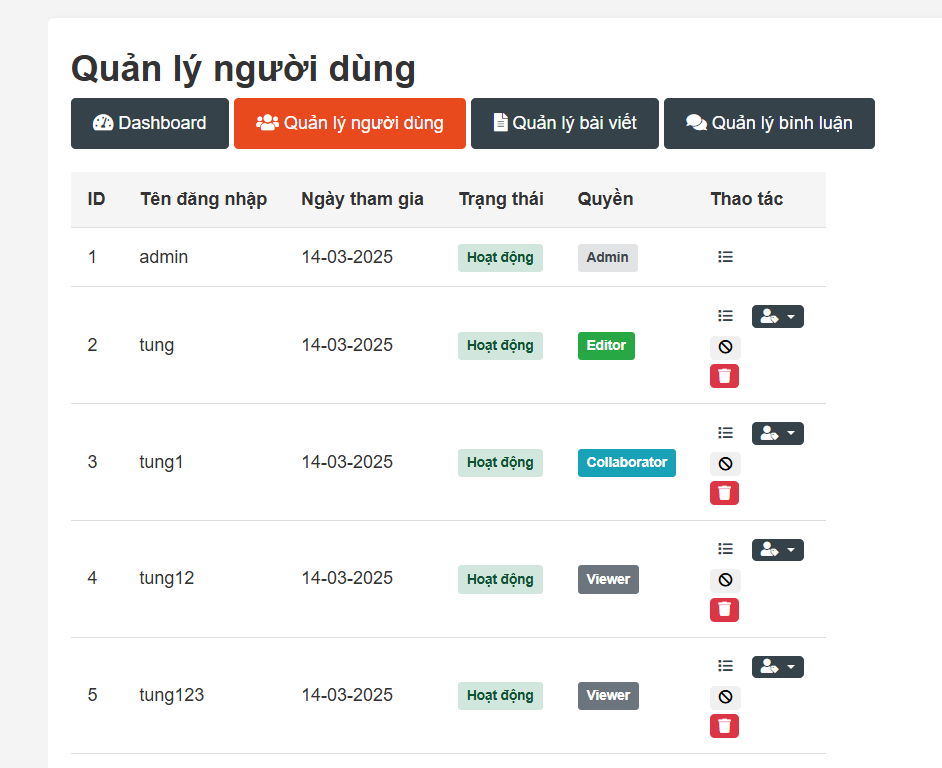 Quản lý người dùng
Dashboard Quản lý người dùng Quản lý bài viết Quản lý bình luận
ID Tên đăng nhập Ngày tham gia Trạng thái Quyền Thao tác
1 admin 14-03-2025 Hoạt động Admin
2 tung 14-03-2025 Hoạt động Editor
3 tung1 14-03-2025 Hoạt động Collaborator
4 tung12 14-03-2025 Hoạt động Viewer
5 tung123 14-03-2025 Hoạt động Viewer